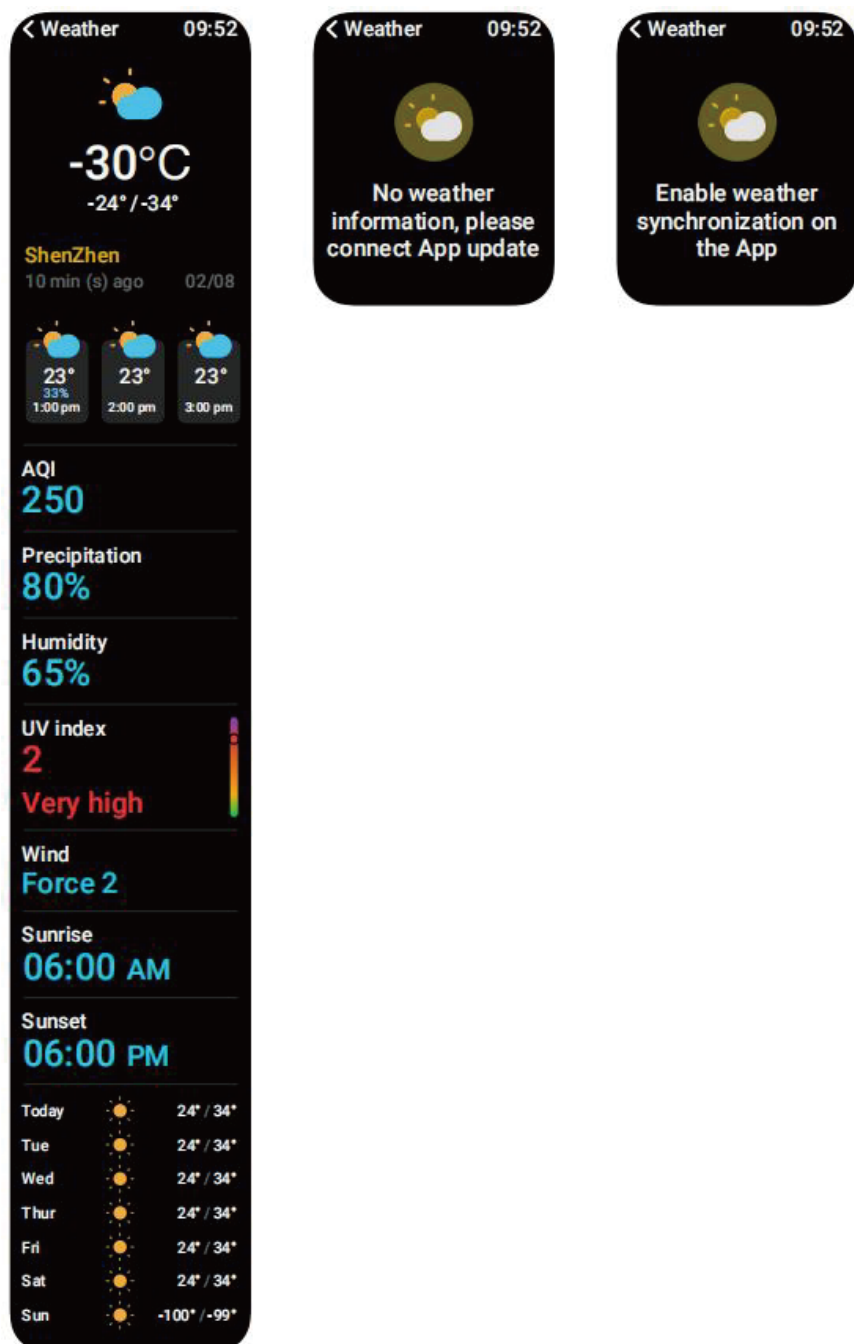 < Weather 09:52
-30°C
-24° / -34°
ShenZhen
10 min (s) ago 02/08
23° 23° 23°
33%
1:00 pm 2:00 pm 3:00 pm
AQI
250
Precipitation
80%
Humidity
65%
UV index
2
Very high
Wind
Force 2
Sunrise
06:00 AM
Sunset
06:00 PM
Today 24° / 34°
Tue 24° / 34°
Wed 24° / 34°
Thur 24° / 34°
Fri 24° / 34°
Sat 24° / 34°
Sun -100° / -99°
< Weather 09:52
No weather
information, please
connect App update
< Weather 09:52
Enable weather
synchronization on
the App